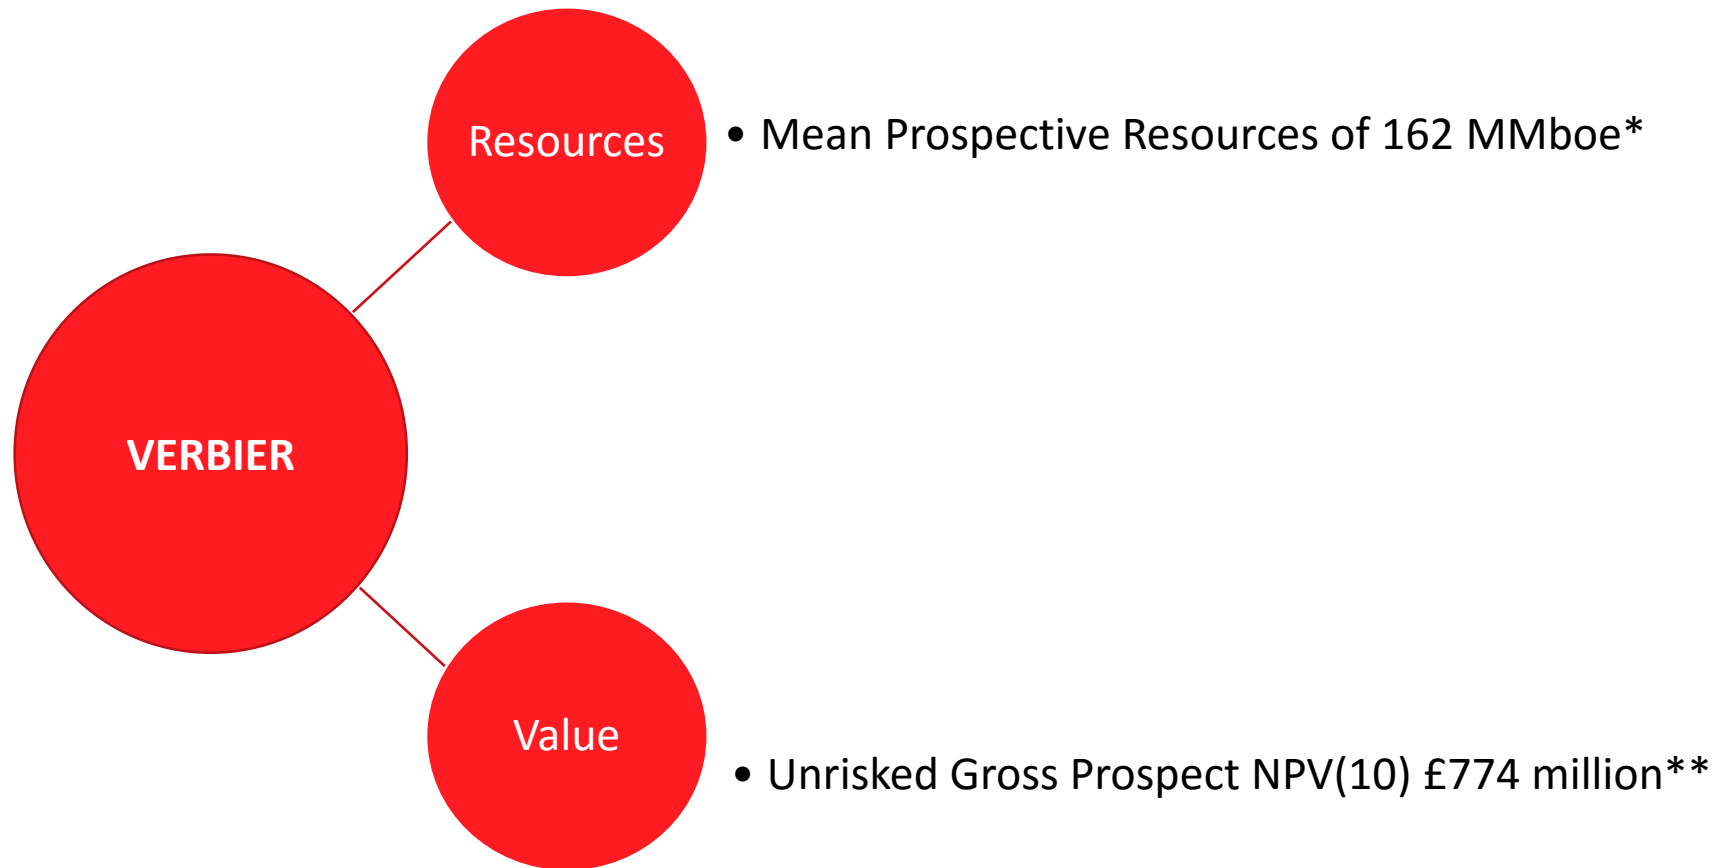 Resources
• Mean Prospective Resources of 162 MMboe*
VERBIER
Value
• Unrisked Gross Prospect NPV(10) £774 million**